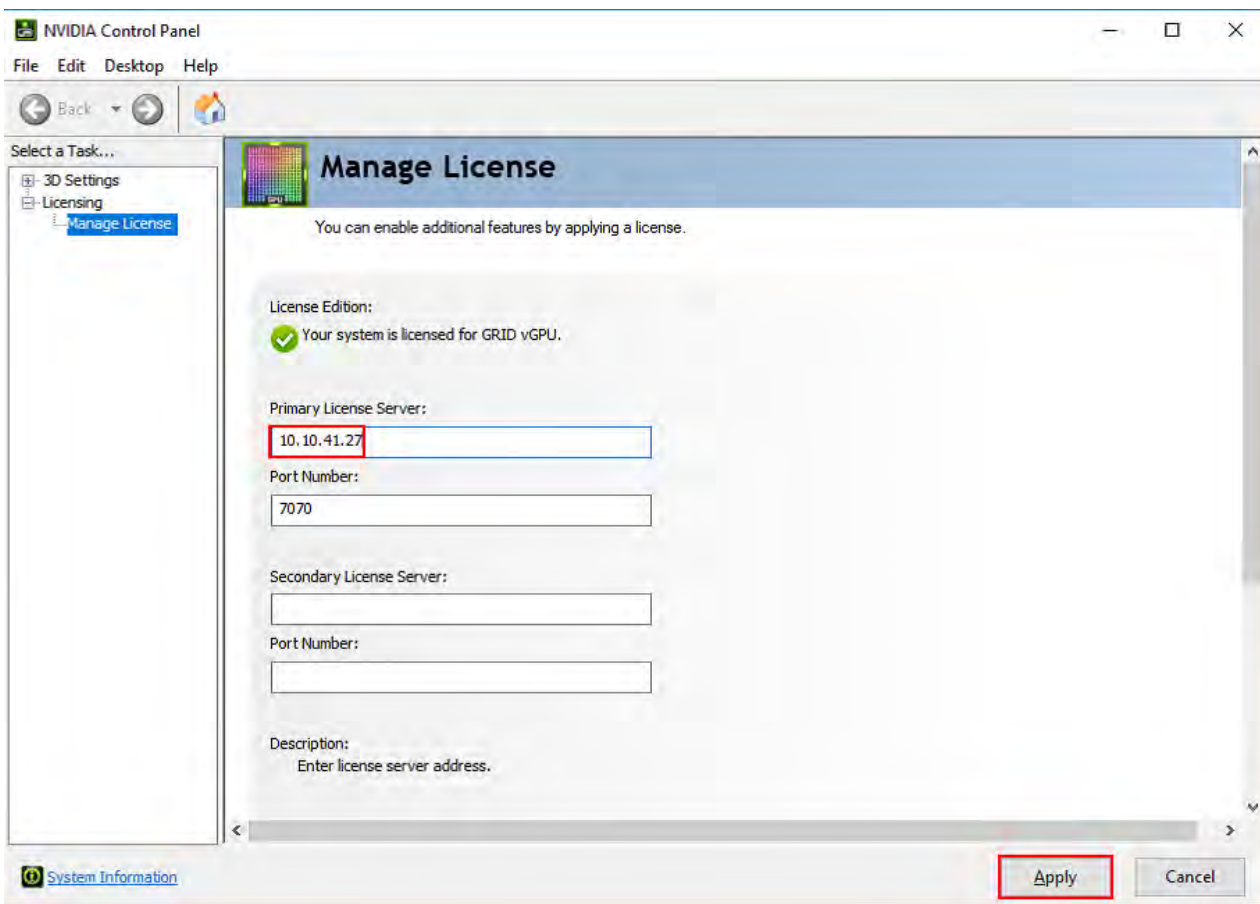 NVIDIA Control Panel
File Edit Desktop Help
Back
Select a Task...
3D Settings
Licensing
Manage License
GPU
Manage License
You can enable additional features by applying a license.
License Edition:
Your system is licensed for GRID vGPU.
Primary License Server:
10.10.41.27
Port Number:
7070
Secondary License Server:
Port Number:
Description:
Enter license server address.
System Information
Apply
Cancel